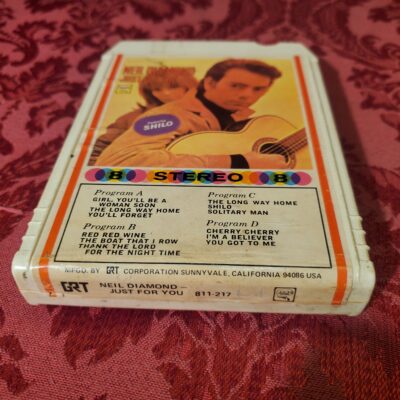 NEIL DIAMOND
JUST
SHILO
8 STEREO 8
Program A
GIRL, YOU'LL BE A
WOMAN SOON
THE LONG WAY HOME
YOU'LL FORGET
Program B
RED RED WINE
THE BOAT THAT I ROW
THANK THE LORD
FOR THE NIGHT TIME
Program C
THE LONG WAY HOME
SHILO
SOLITARY MAN
Program D
CHERRY CHERRY
I'M A BELIEVER
YOU GOT TO ME
MFGD. BY GRT CORPORATION SUNNYVALE, CALIFORNIA 94086 USA
GRT NEIL DIAMOND–
JUST FOR YOU 811-217